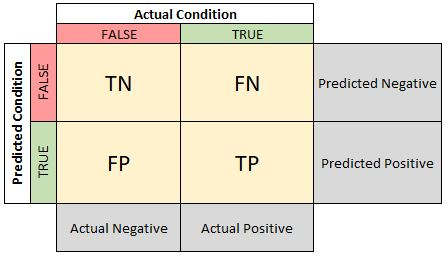 Actual Condition
FALSE TRUE
Predicted Condition
FALSE
TN FN
Predicted Negative
TRUE
FP TP
Predicted Positive
Actual Negative Actual Positive